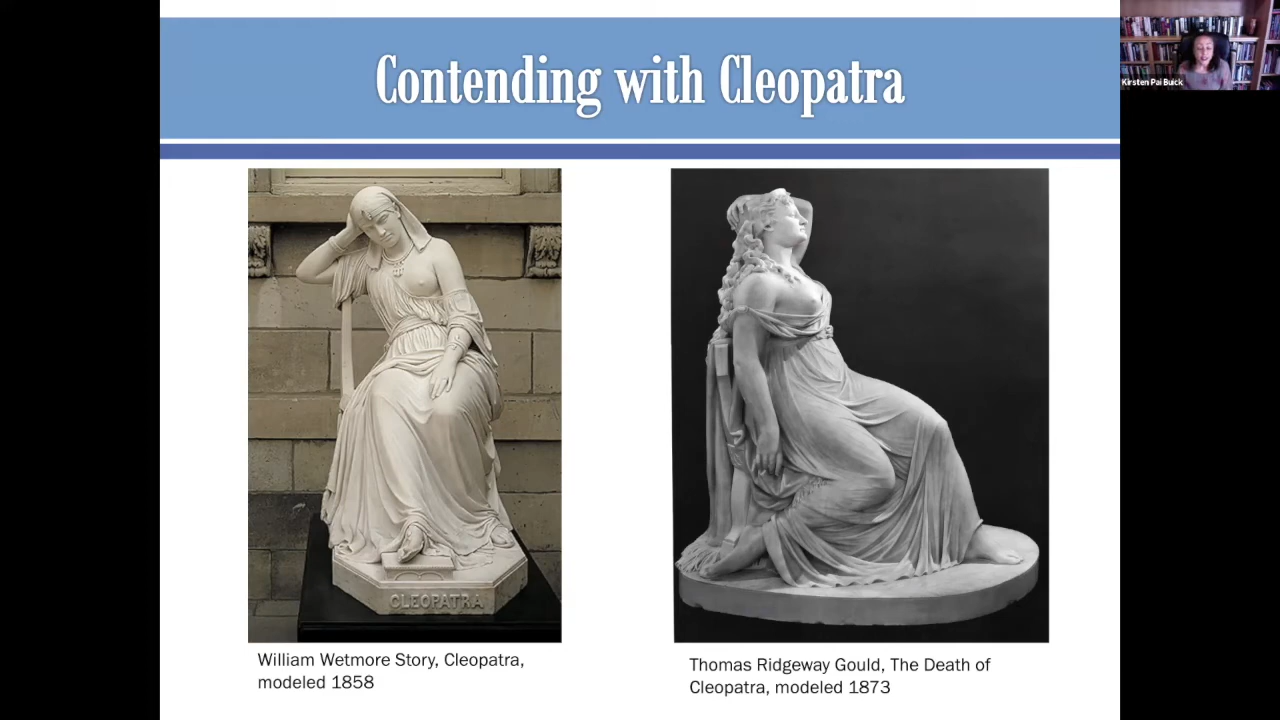 Contending with Cleopatra
Kirsten Pai Buick
CLEOPATRA
William Wetmore Story, Cleopatra,
modeled 1858
Thomas Ridgeway Gould, The Death of
Cleopatra, modeled 1873